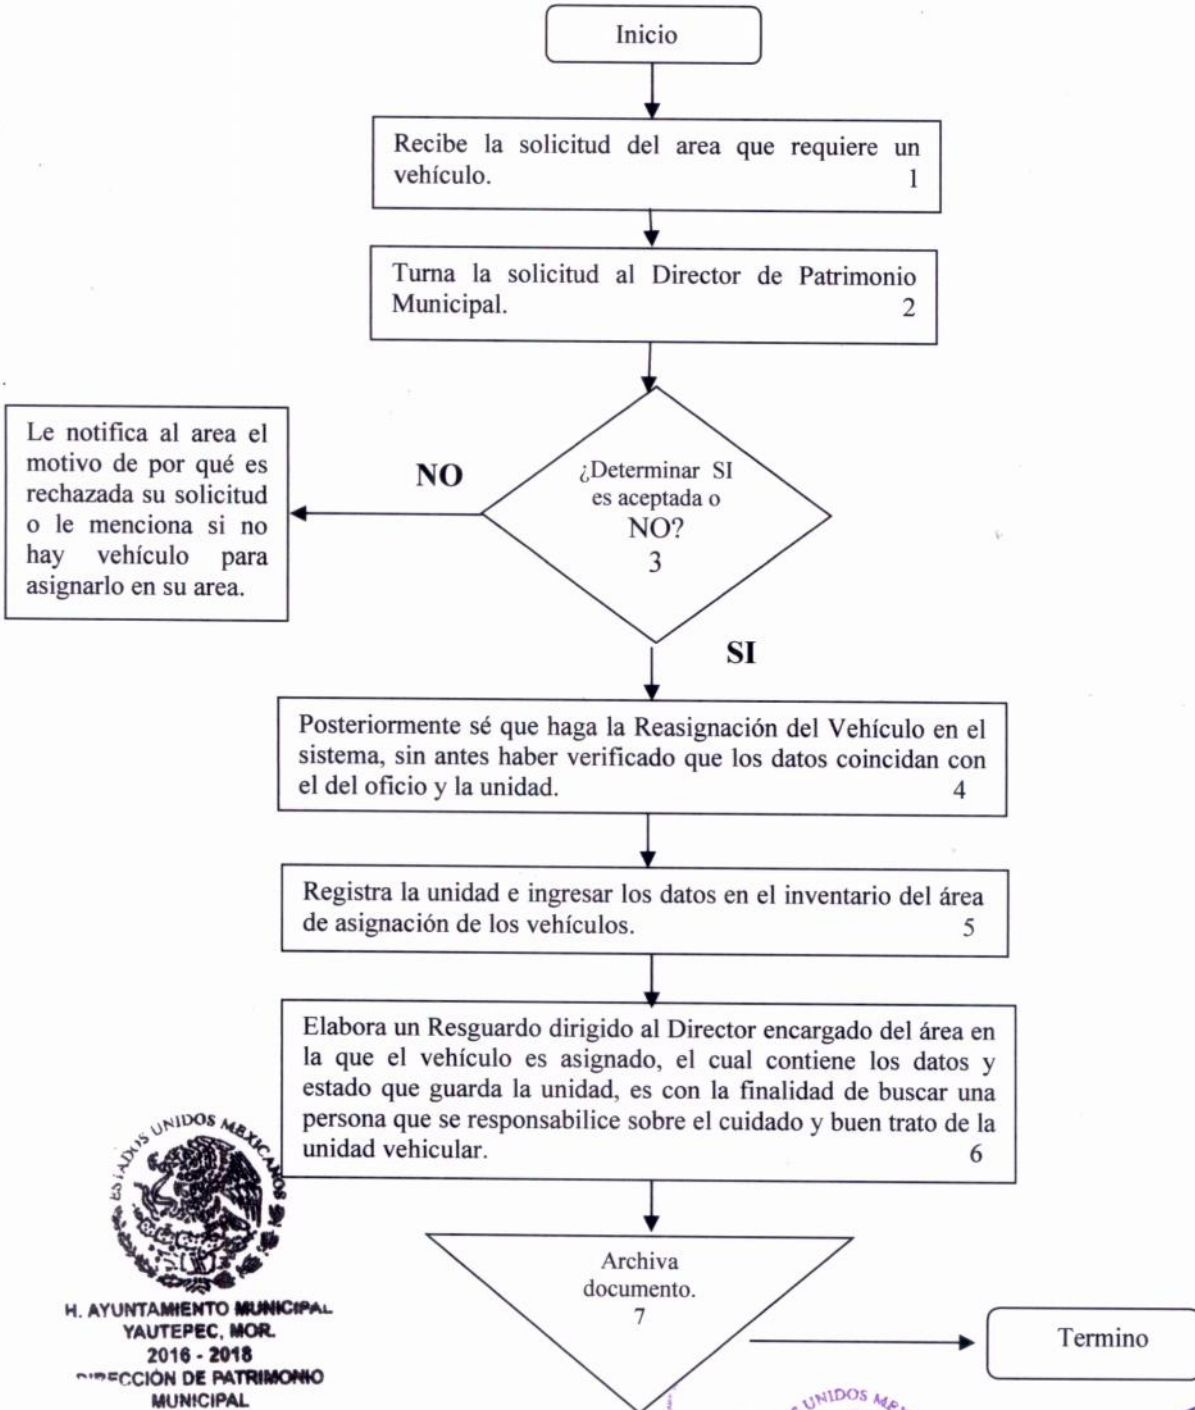 Inicio
Recibe la solicitud del area que requiere un
vehículo. 1
Turna la solicitud al Director de Patrimonio
Municipal. 2
Le notifica al area el
motivo de por qué es
rechazada su solicitud
o le menciona si no
hay vehículo para
asignarlo en su area.
NO
¿Determinar SI
es aceptada o
NO?
3
SI
Posteriormente sé que haga la Reasignación del Vehículo en el
sistema, sin antes haber verificado que los datos coincidan con
el del oficio y la unidad. 4
Registra la unidad e ingresar los datos en el inventario del área
de asignación de los vehículos. 5
Elabora un Resguardo dirigido al Director encargado del área en
la que el vehículo es asignado, el cual contiene los datos y
estado que guarda la unidad, es con la finalidad de buscar una
persona que se responsabilice sobre el cuidado y buen trato de la
unidad vehicular. 6
Archiva
documento.
7
Termino
ESTADOS UNIDOS MEXICANOS
H. AYUNTAMIENTO MUNICIPAL
YAUTEPEC, MOR.
2016 - 2018
DIRECCIÓN DE PATRIMONIO
MUNICIPAL
UNIDOS